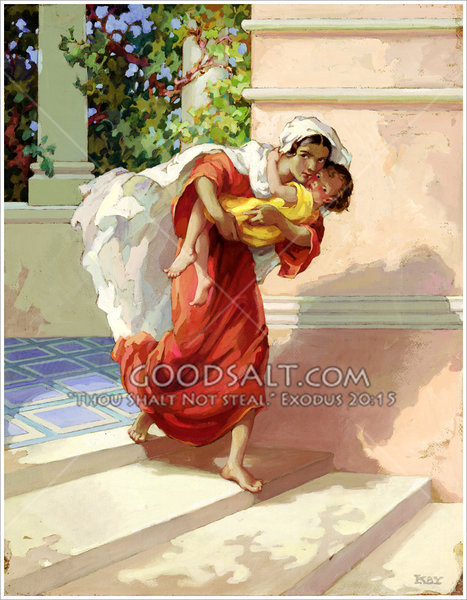 GOODSALT.COM
"THOU SHALT NOT STEAL." EXODUS 20:15
KAY